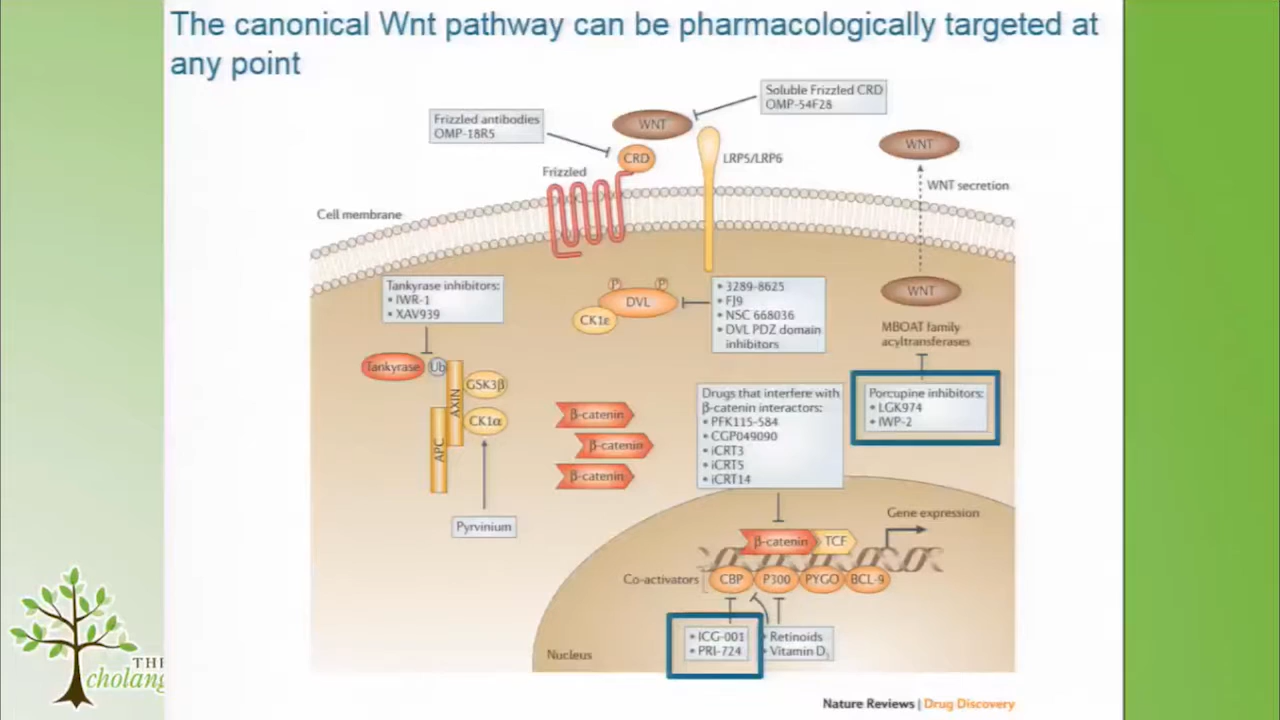 The canonical Wnt pathway can be pharmacologically targeted at
any point
Soluble Frizzled CRD
OMP-54F28
Frizzled antibodies
OMP-18R5
WNT
WNT
CRD
LRP5/LRP6
Frizzled
WNT secretion
Cell membrane
Tankyrase inhibitors:
• IWR-1
• XAV939
P
P
DVL
CK1ε
• 3289-8625
• FJ9
• NSC 668036
• DVL PDZ domain
inhibitors
WNT
MBOAT family
acyltransferases
Tankyrase
Ub
GSK3β
AXIN
CK1α
APC
β-catenin
β-catenin
β-catenin
Drugs that interfere with
β-catenin interactors:
• PFK115-584
• CGP049090
• iCRT3
• iCRT5
• iCRT14
Porcupine inhibitors:
• LGK974
• IWP-2
Pyrvinium
Gene expression
β-catenin
TCF
Co-activators
CBP
P300
PYGO
BCL-9
• ICG-001
• PRI-724
• Retinoids
• Vitamin D3
Nucleus
THE
cholang
Nature Reviews | Drug Discovery